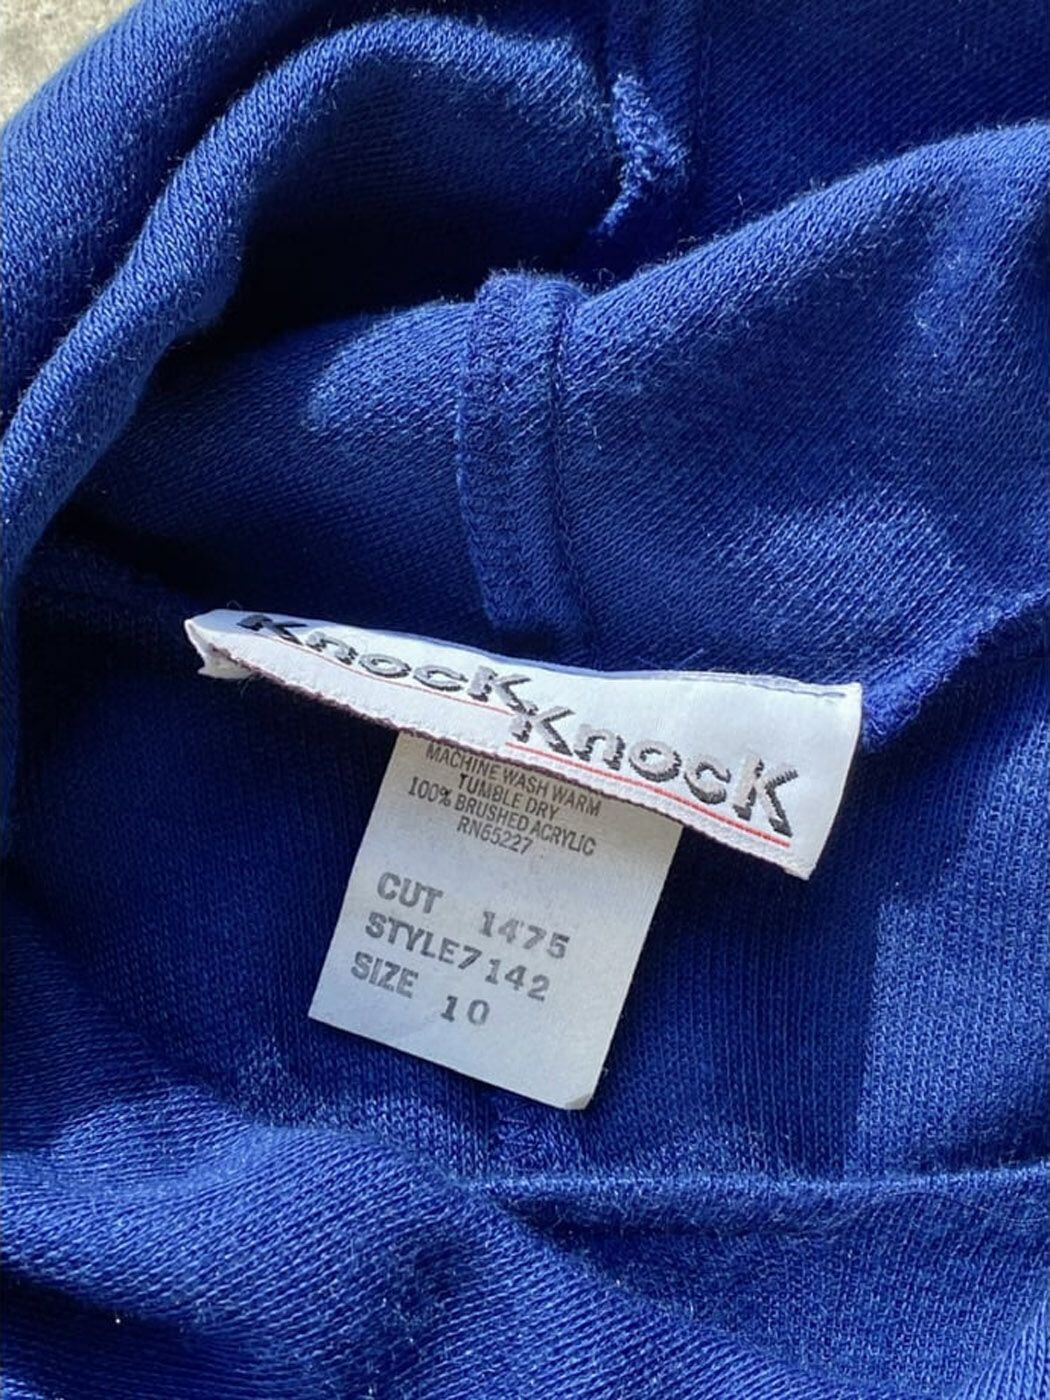 Knock
Knock
MACHINE WASH WARM
TUMBLE DRY
100% BRUSHED ACRYLIC
RN65227
CUT 1475
STYLE7142
SIZE 10